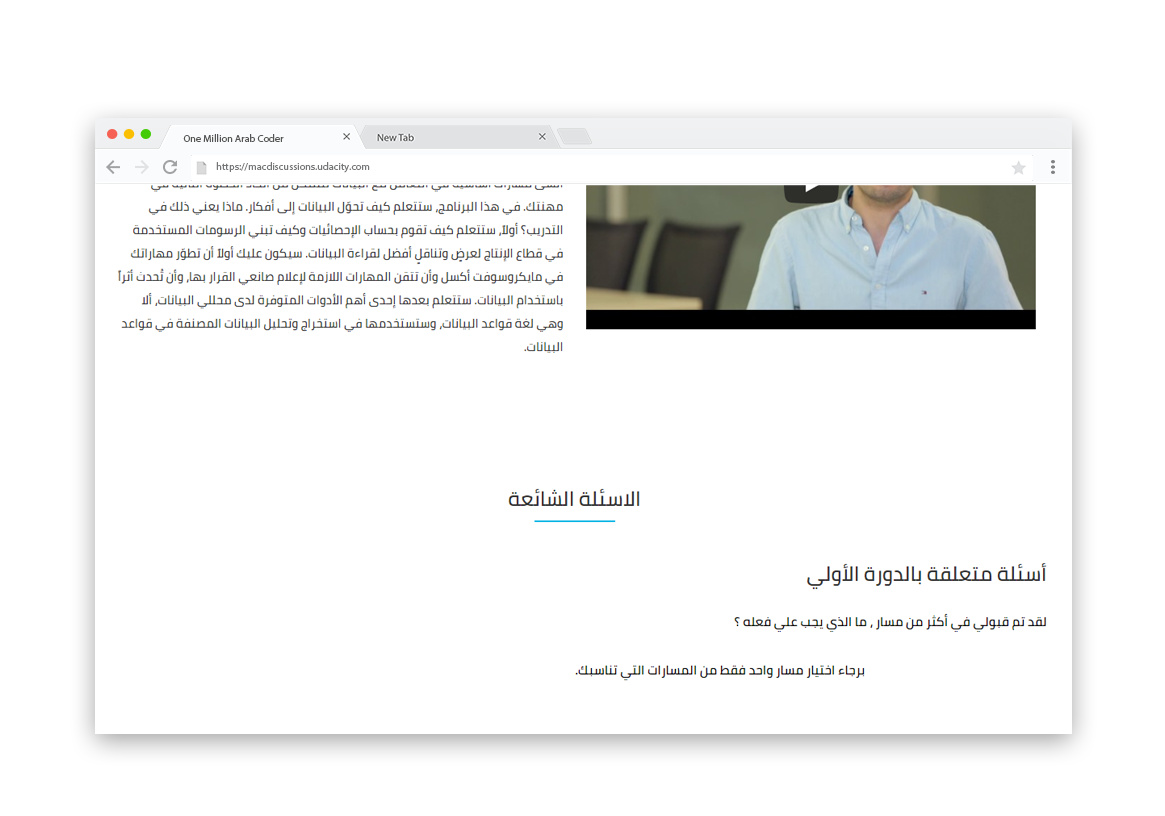 One Million Arab Coder
New Tab
https://macdiscussions.udacity.com
مهنتك. في هذا البرنامج، ستتعلم كيف تحوّل البيانات إلى أفكار. ماذا يعني ذلك في
التدريب؟ أولاً، ستتعلم كيف تقوم بحساب الإحصائيات وكيف تبني الرسومات المستخدمة
في قطاع الإنتاج لعرضٍ وتناقلٍ أفضل لقراءة البيانات. سيكون عليك أولاً أن تطوّر مهاراتك
في مايكروسوفت أكسل وأن تتقن المهارات اللازمة لإعلام صانعي القرار بها، وأن تُحدث أثراً
باستخدام البيانات. ستتعلم بعدها إحدى أهم الأدوات المتوفرة لدى محللي البيانات، ألا
وهي لغة قواعد البيانات، وستستخدمها في استخراج وتحليل البيانات المصنفة في قواعد
البيانات.
الاسئلة الشائعة
أسئلة متعلقة بالدورة الأولي
لقد تم قبولي في أكثر من مسار , ما الذي يجب علي فعله ؟
برجاء اختيار مسار واحد فقط من المسارات التي تناسبك.